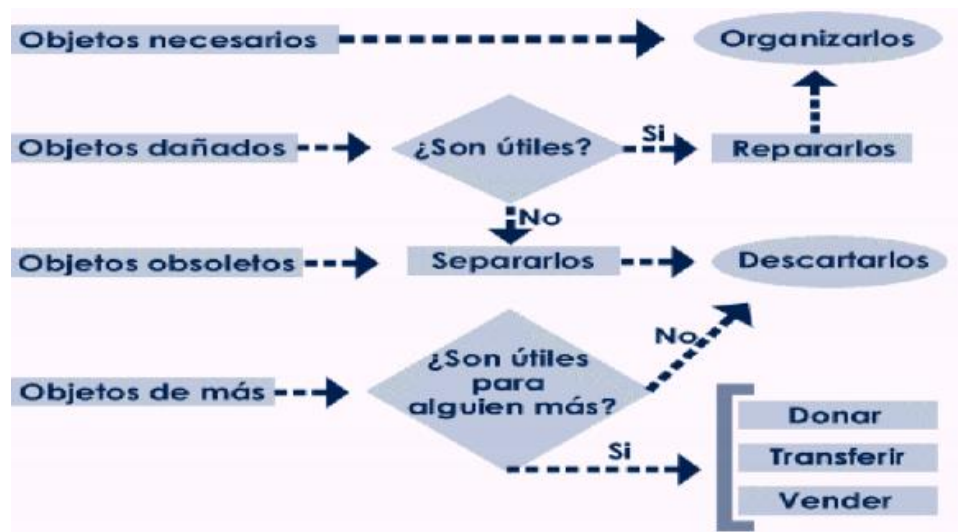 Objetos necesarios
Organizarlos
Objetos dañados
¿Son útiles?
Si
Repararlos
No
Objetos obsoletos
Separarlos
Descartarlos
Objetos de más
¿Son útiles
para
alguien más?
No
Si
Donar
Transferir
Vender